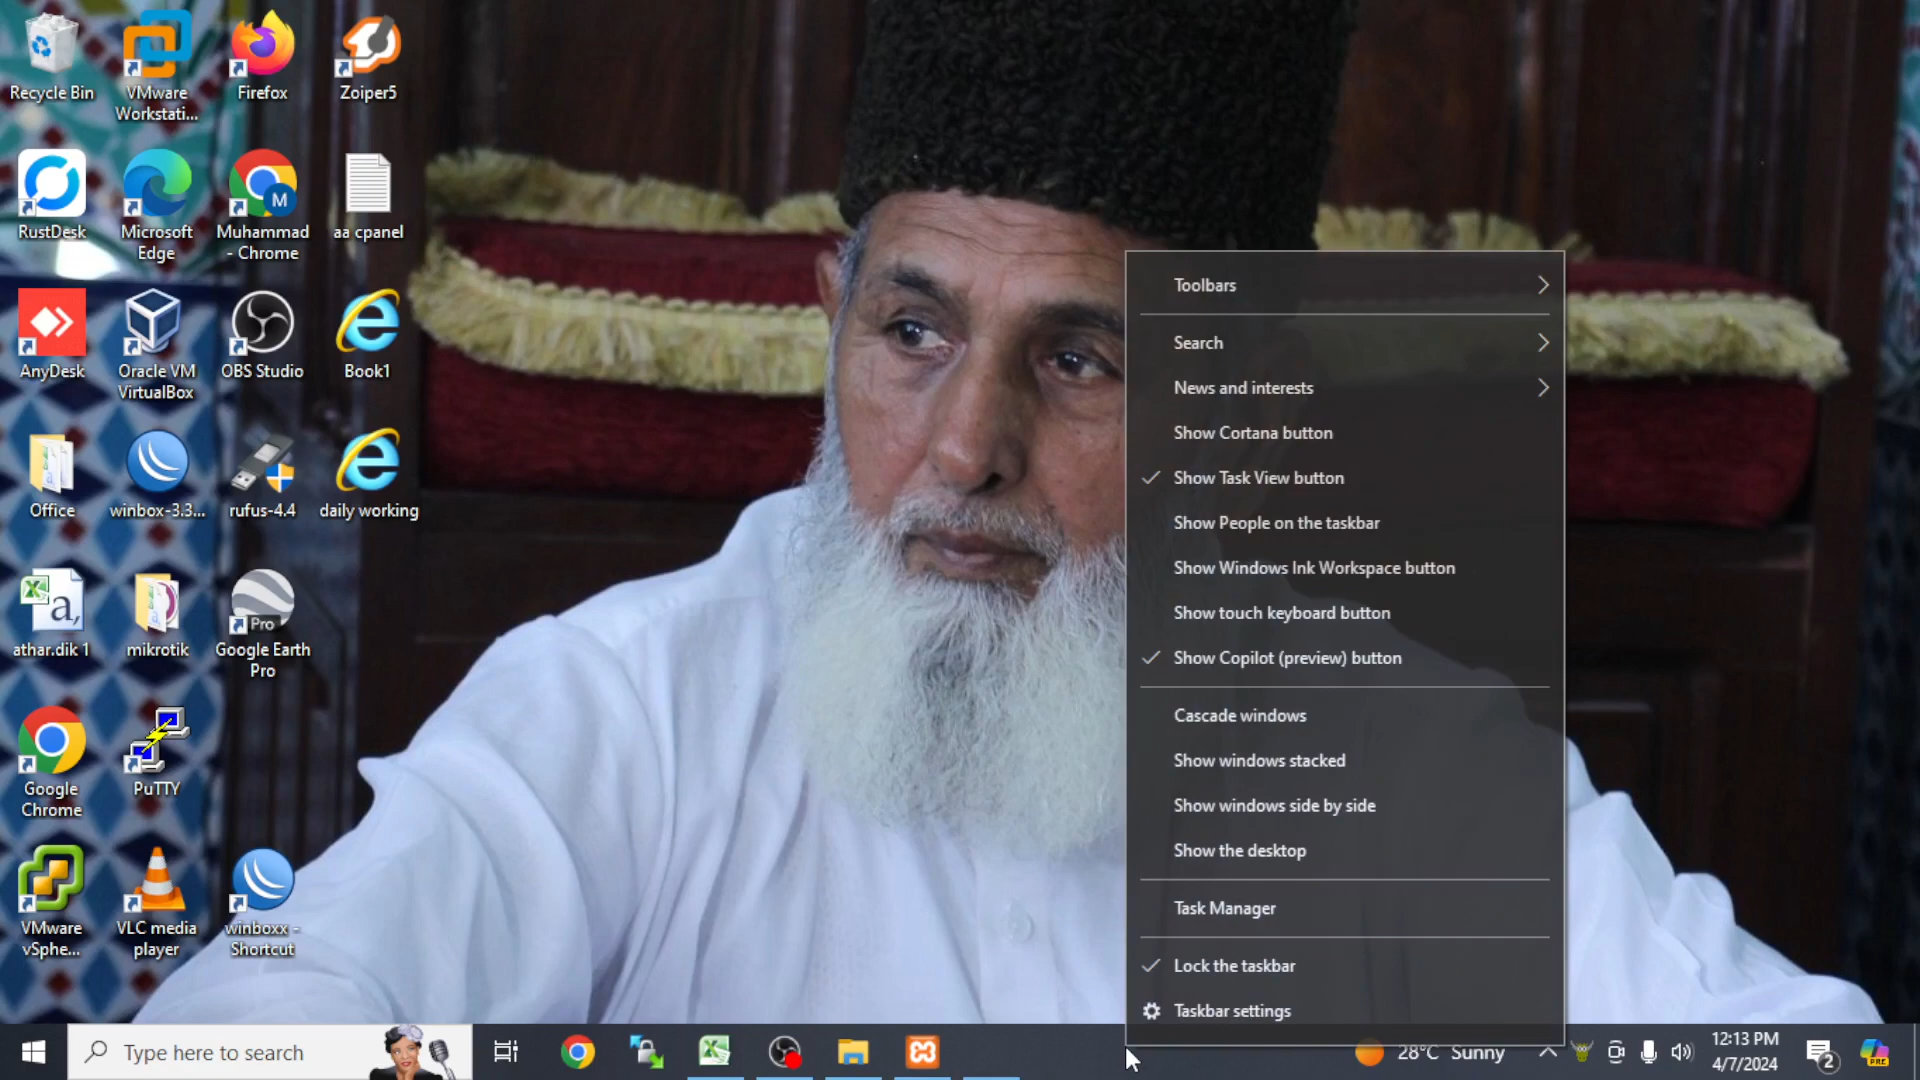 Recycle Bin
VMware
Workstati...
Firefox
Zoiper5
RustDesk
Microsoft
Edge
M
Muhammad
- Chrome
aa cpanel
AnyDesk
Oracle VM
VirtualBox
OBS Studio
Book1
Office
winbox-3.3...
rufus-4.4
daily working
a,
athar.dik 1
mikrotik
Pro
Google Earth
Pro
Google
Chrome
PuTTY
VMware
vSphe...
VLC media
player
winboxx -
Shortcut
Toolbars
Search
News and interests
Show Cortana button
Show Task View button
Show People on the taskbar
Show Windows Ink Workspace button
Show touch keyboard button
Show Copilot (preview) button
Cascade windows
Show windows stacked
Show windows side by side
Show the desktop
Task Manager
Lock the taskbar
Taskbar settings
Type here to search
28°C Sunny
12:13 PM
4/7/2024
2
PRE